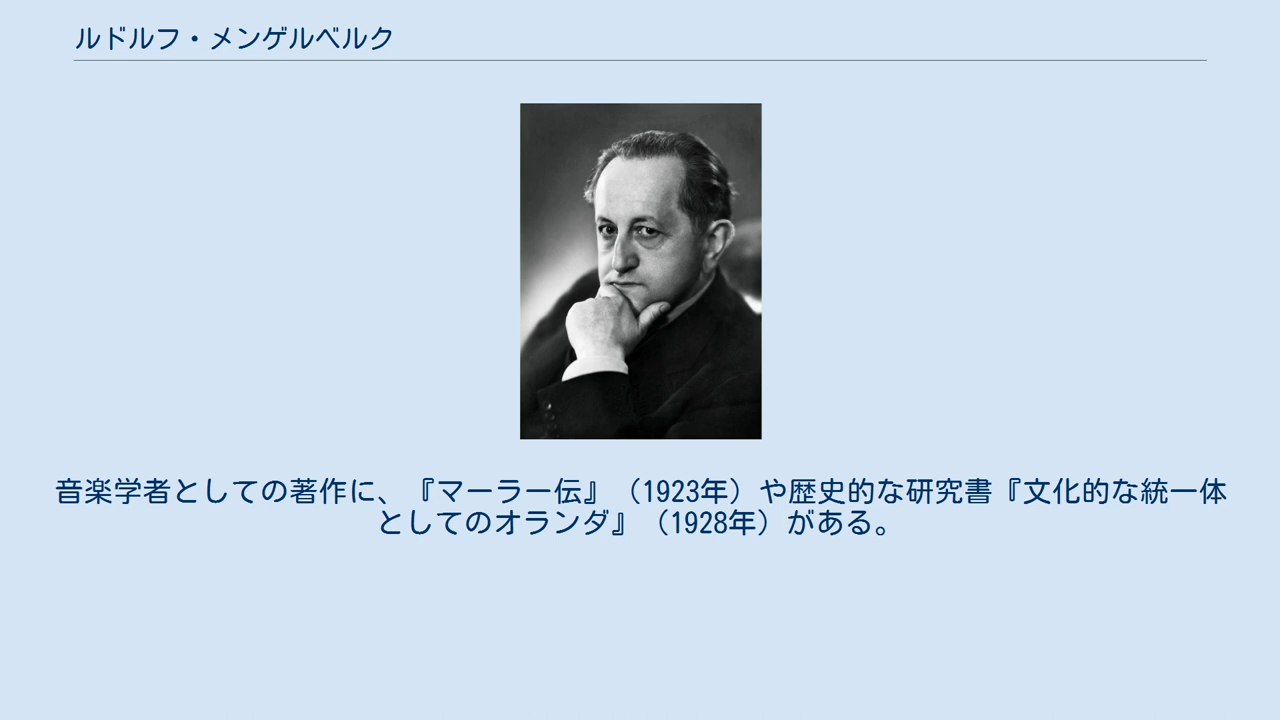 ルドルフ・メンゲルベルク
音楽学者としての著作に、『マーラー伝』（1923年）や歴史的な研究書『文化的な統一体
としてのオランダ』（1928年）がある。